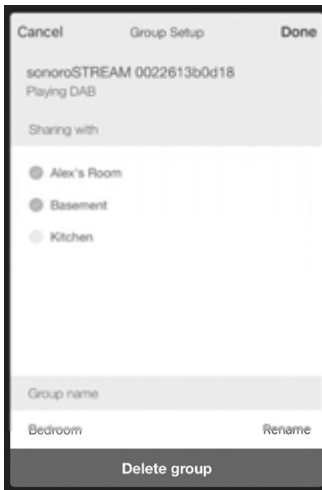 Cancel Group Setup Done
sonoroSTREAM 0022613b0d18
Playing DAB
Sharing with
Alex's Room
Basement
Kitchen
Group name
Bedroom Rename
Delete group